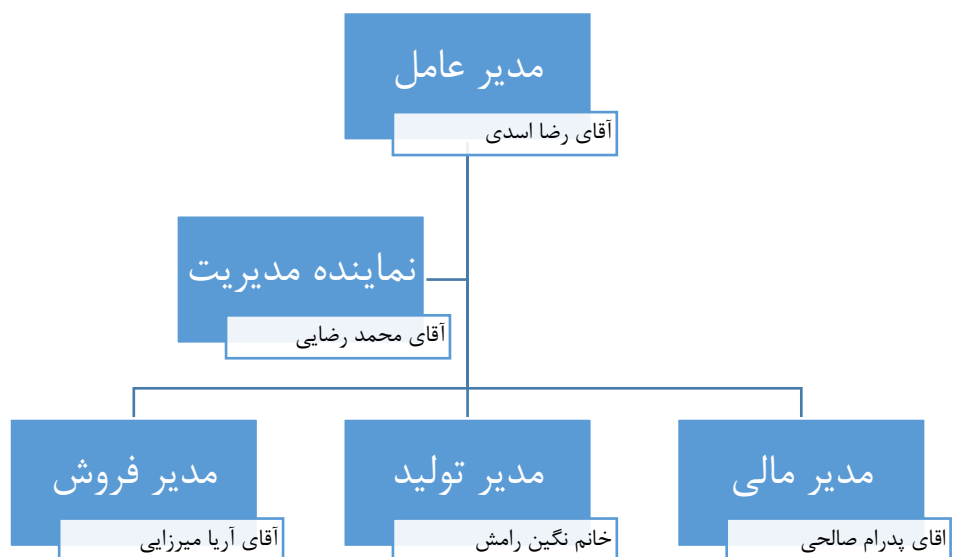 مدیر عامل
آقای رضا اسدی
نماینده مدیریت
آقای محمد رضایی
مدیر مالی
اقای پدرام صالحی
مدیر تولید
خانم نگین رامش
مدیر فروش
آقای آریا میرزایی